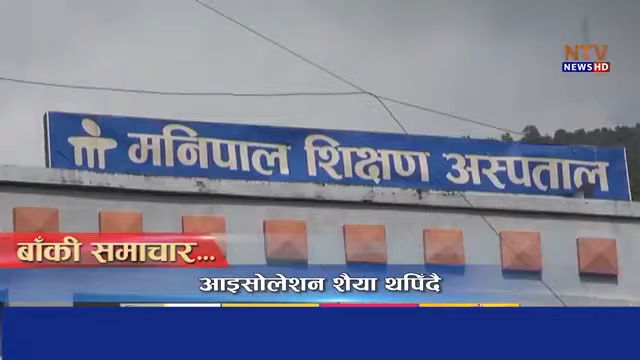 NTV
NEWS HD
मनिपाल शिक्षण अस्पताल
बाँकी समाचार...
आइसोलेशन शैया थपिँदै